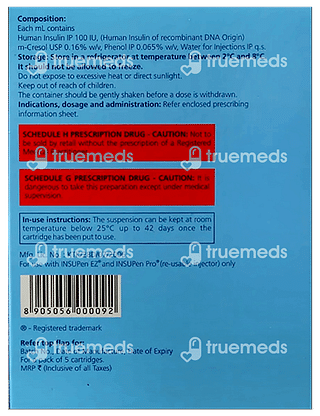 Composition:
Each mL contains
Human Insulin IP 100 IU, (Human Insulin of recombinant DNA Origin)
m-Cresol USP 0.16% w/v, Phenol IP 0.065% w/v, Water for Injections IP q.s.
Storage: Store in a refrigerator at temperature between 2°C and 8°C.
It should not be allowed to freeze.
Do not expose to excessive heat or direct sunlight.
Keep out of reach of children.
The container should be gently shaken before a dose is withdrawn.
Indications, dosage and administration: Refer enclosed prescribing
information sheet.
SCHEDULE H PRESCRIPTION DRUG - CAUTION: Not to
be sold by retail without the prescription of a Registered
truemeds
SCHEDULE G PRESCRIPTION DRUG - CAUTION: It is
dangerous to take this preparation except under medical
supervision.
truemeds
In-use instructions: The suspension can be kept at room
temperature below 25°C up to 42 days once the
cartridge has been put to use.
truemeds
For use with INSUPen EZ® and INSUPen Pro® (re-usable injector) only
8 905056 000092
® - Registered trademark
Refer top flap for:
Date of Expiry
pack of 5 cartridges.
MRP ₹ (Inclusive of all Taxes)
truemeds